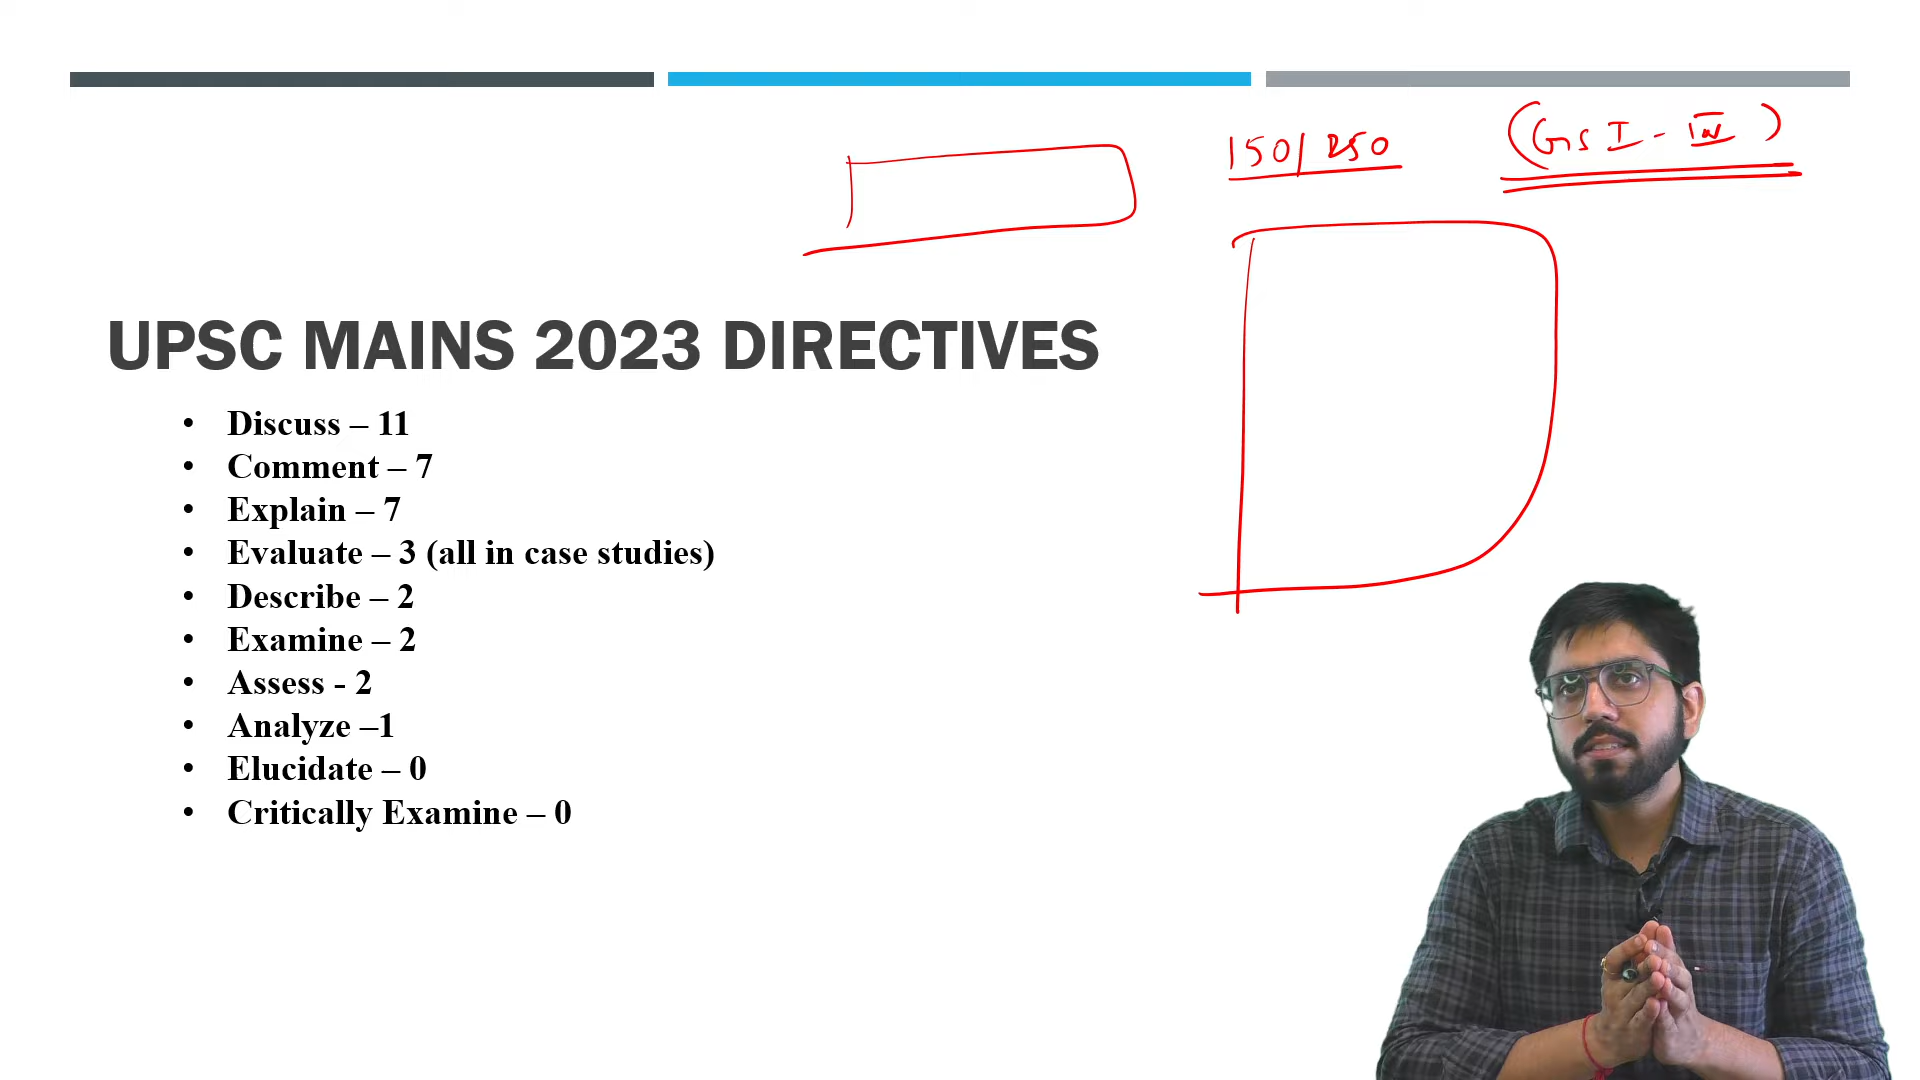 150/250
(GS I - IV)
UPSC MAINS 2023 DIRECTIVES
• Discuss – 11
• Comment – 7
• Explain – 7
• Evaluate – 3 (all in case studies)
• Describe – 2
• Examine – 2
• Assess - 2
• Analyze –1
• Elucidate – 0
• Critically Examine – 0